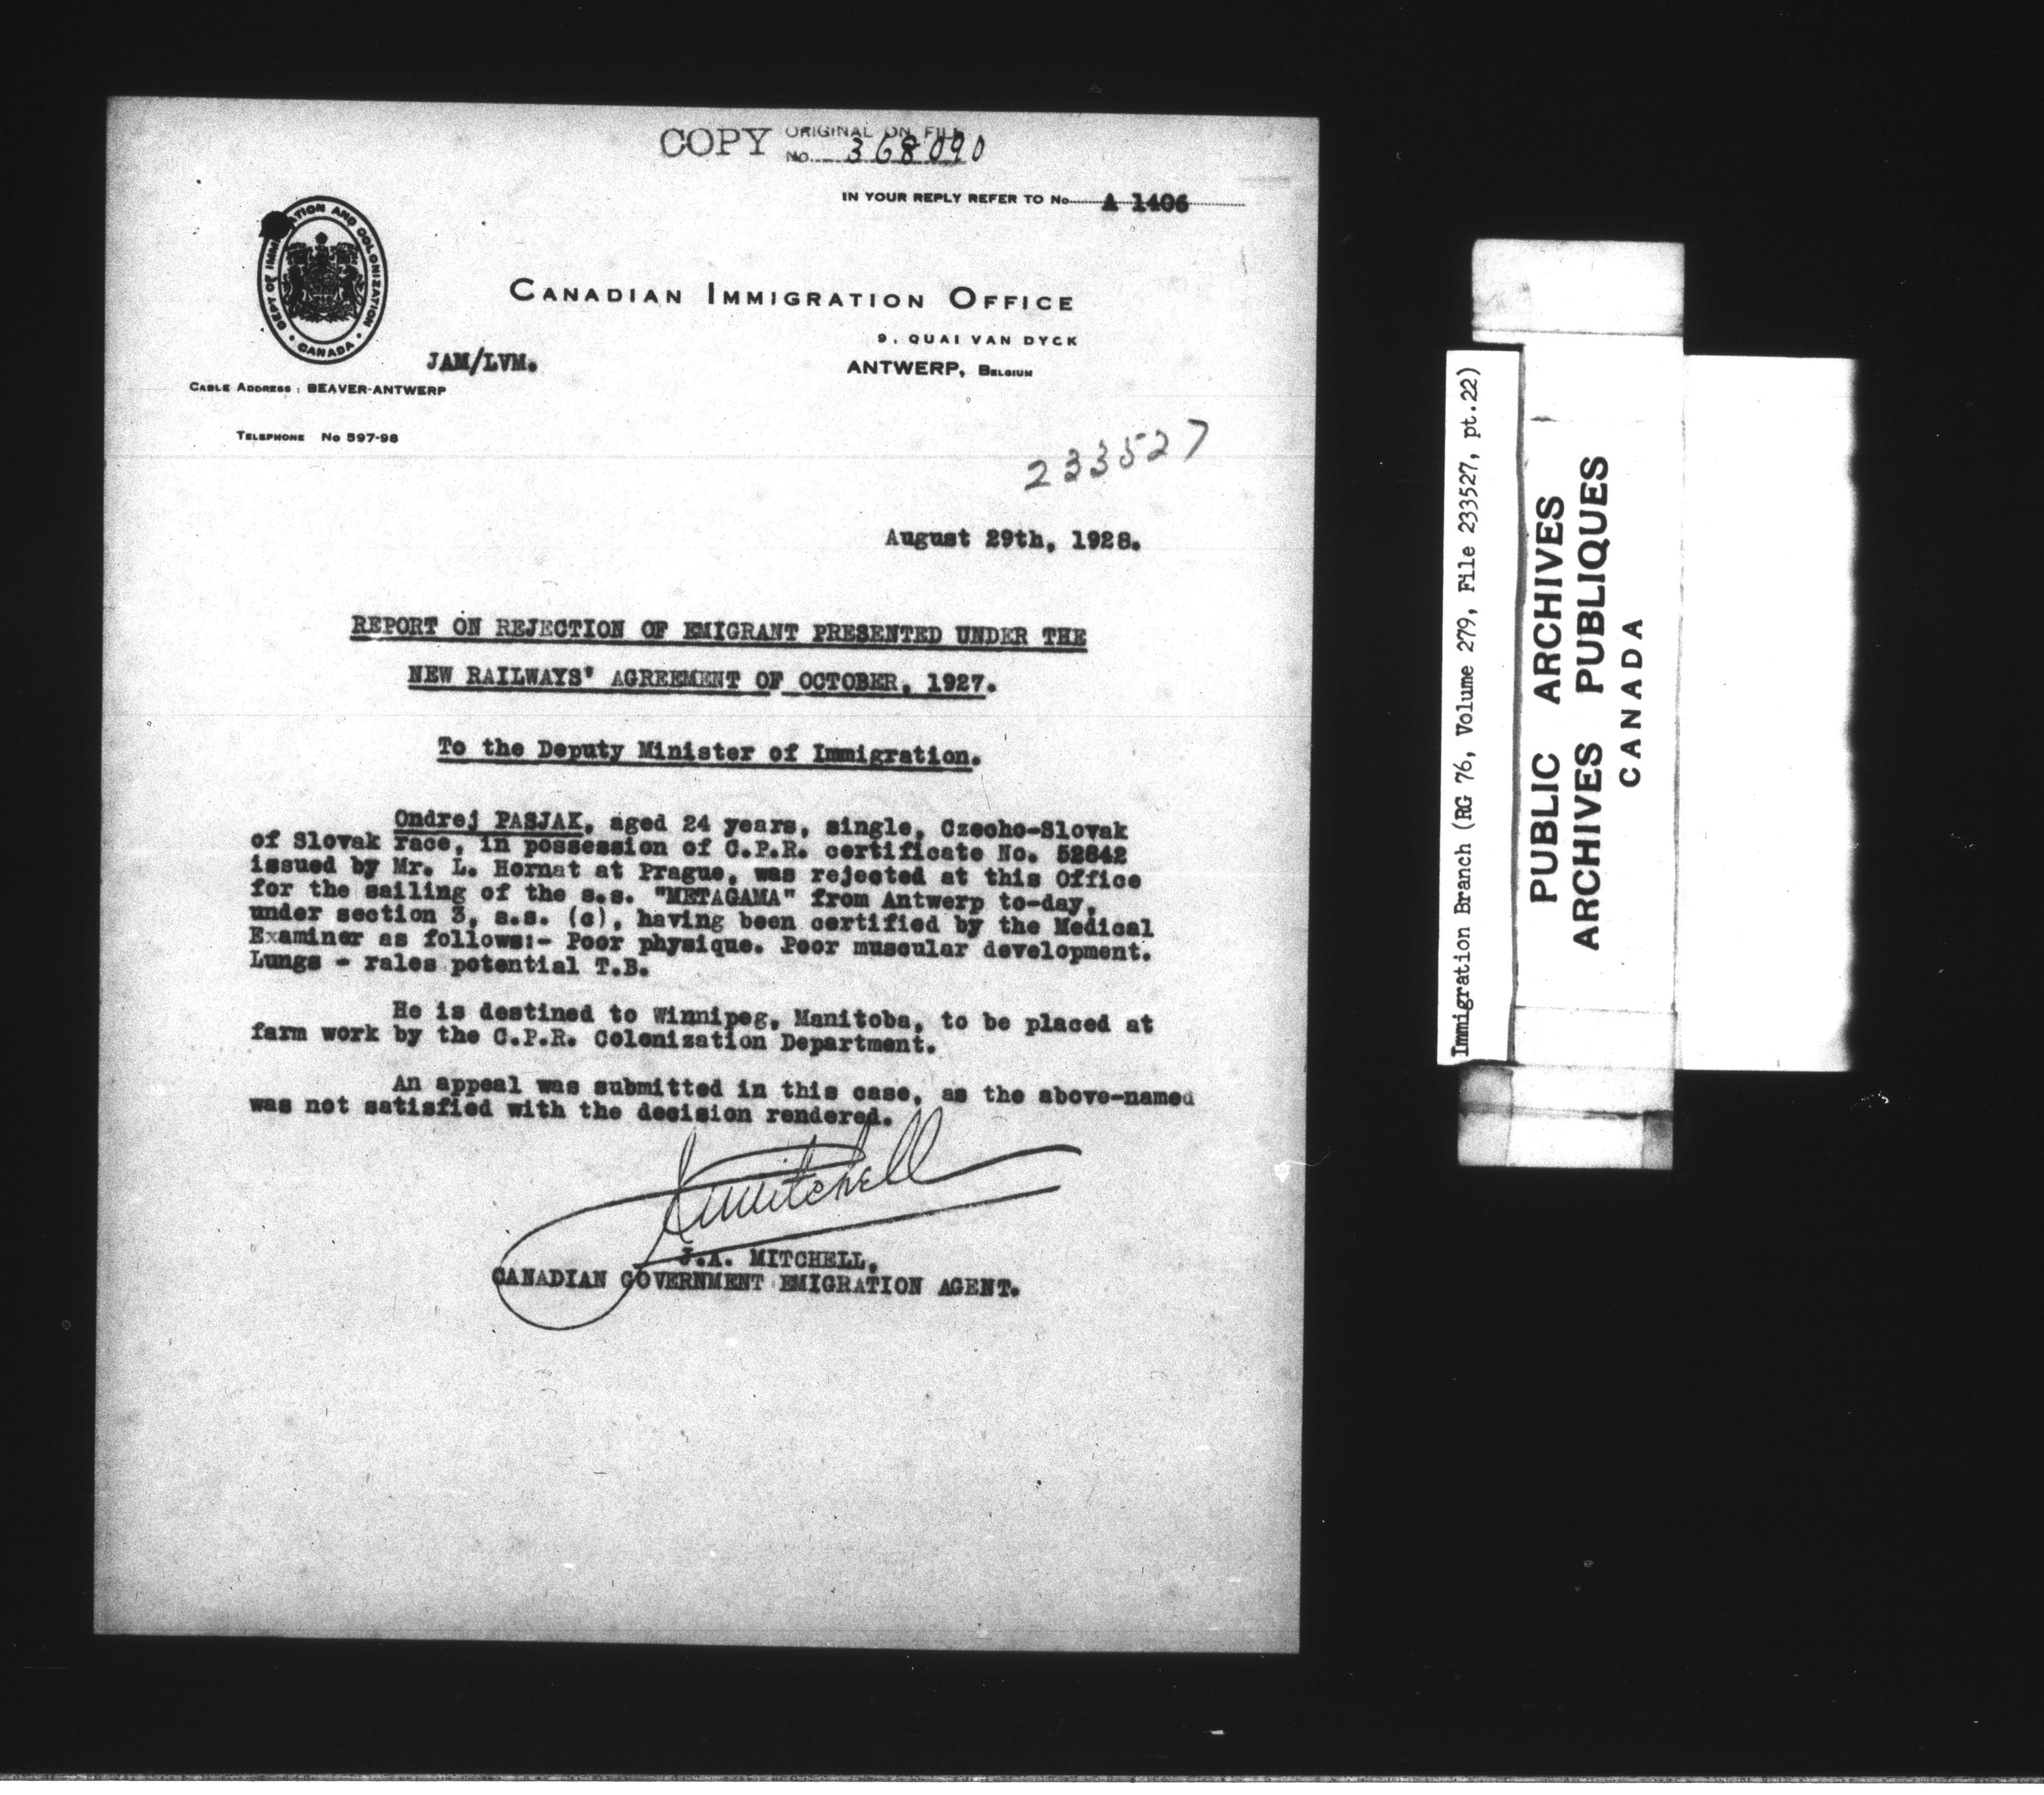 COPY ORIGINAL ON FILE
No. 368090
IN YOUR REPLY REFER TO No A 1406
DEPT OF IMMIGRATION AND COLONIZATION
CANADA
CANADIAN IMMIGRATION OFFICE
9, QUAI VAN DYCK
ANTWERP, BELGIUM
JAM/LVM.
CABLE ADDRESS : BEAVER-ANTWERP
TELEPHONE No 597-98
233527
August 29th, 1928.
REPORT ON REJECTION OF EMIGRANT PRESENTED UNDER THE
NEW RAILWAYS' AGREEMENT OF OCTOBER, 1927.
To the Deputy Minister of Immigration.
Ondrej PASJAK, aged 24 years, single, Czecho-Slovak
of Slovak race, in possession of C.P.R. certificate No. 52842
issued by Mr. L. Hornat at Prague, was rejected at this Office
for the sailing of the s.s. "METAGAMA" from Antwerp to-day,
under section 3, s.s. (c), having been certified by the Medical
Examiner as follows:- Poor physique. Poor muscular development.
Lungs - rales potential T.B.
He is destined to Winnipeg, Manitoba, to be placed at
farm work by the C.P.R. Colonization Department.
An appeal was submitted in this case, as the above-named
was not satisfied with the decision rendered.
JAMitchell
J.A. MITCHELL,
CANADIAN GOVERNMENT EMIGRATION AGENT.
Immigration Branch (RG 76, Volume 279, File 233527, pt.22)
PUBLIC ARCHIVES
ARCHIVES PUBLIQUES
CANADA